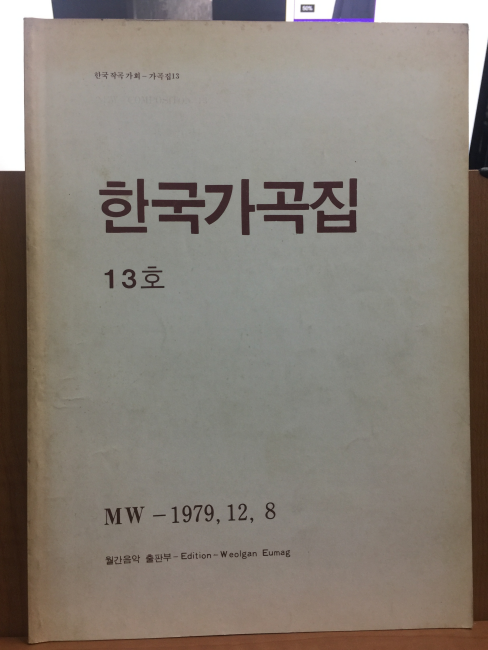 한국 작곡가회 – 가곡집13
한국가곡집
13호
MW – 1979, 12, 8
월간음악 출판부 – Edition – Weolgan Eumag